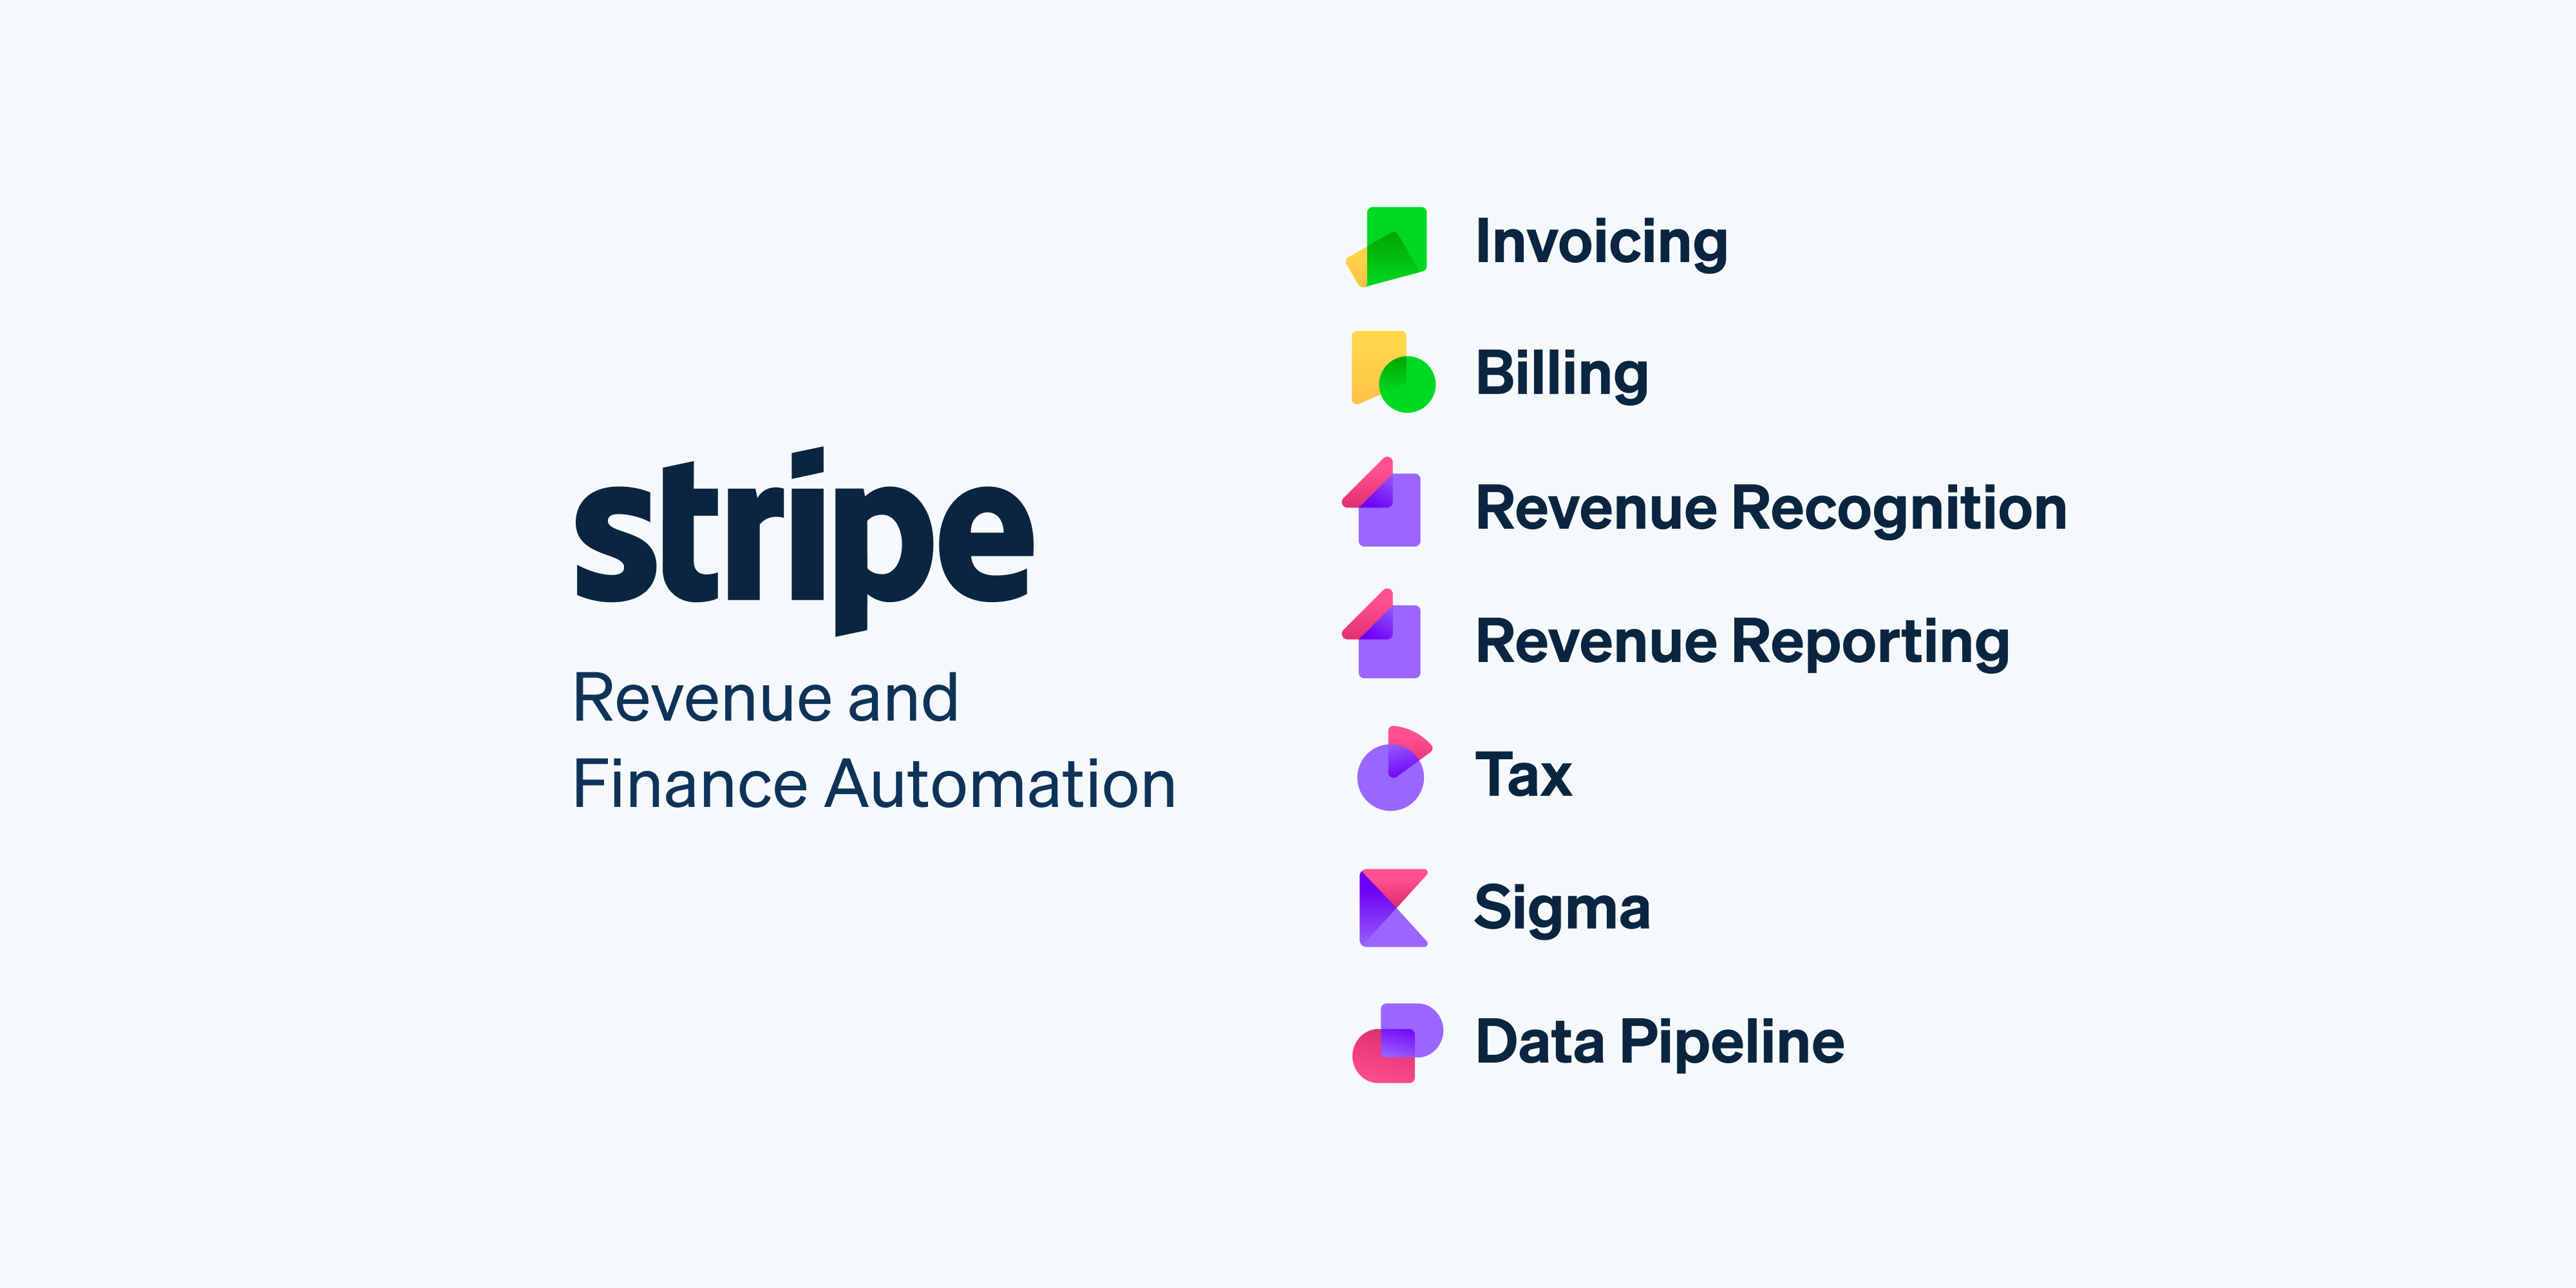 stripe
Revenue and
Finance Automation
Invoicing
Billing
Revenue Recognition
Revenue Reporting
Tax
Sigma
Data Pipeline